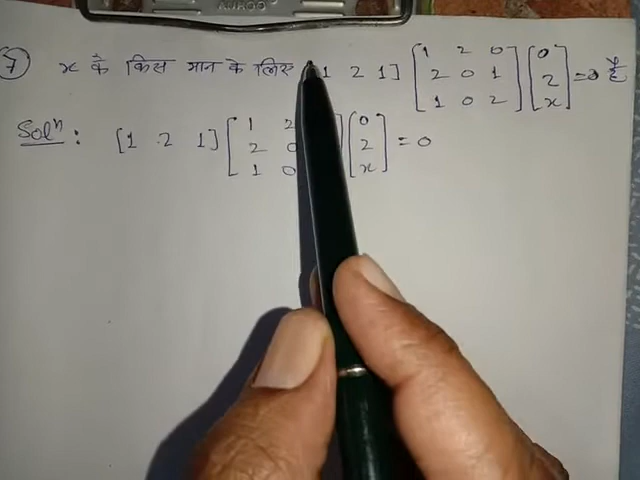 7 x के किस मान के लिए 1 2 1] [1 2 0 [0 =0 है
2 0 1 2
1 0 2] x]
Solⁿ : [1 2 1] [1 2 [0 = 0
2 0 2
1 0 x]